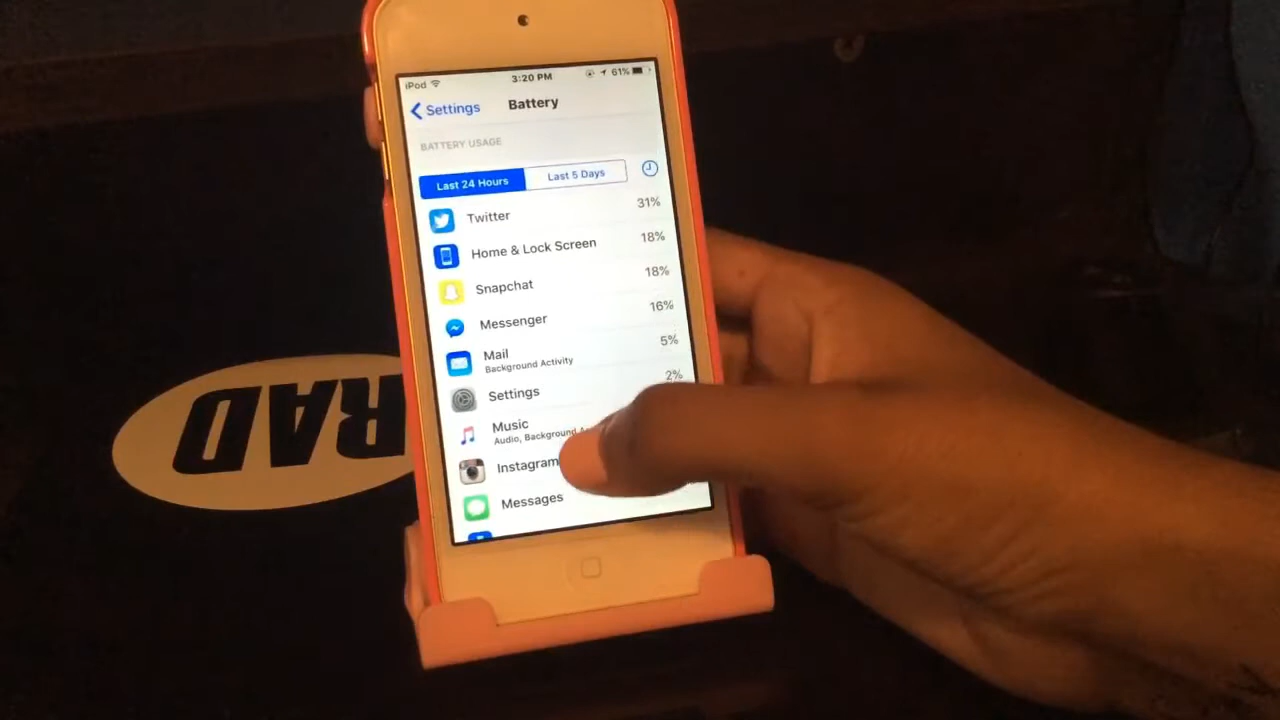 iPod 3:20 PM 61%
Settings Battery
BATTERY USAGE
Last 24 Hours Last 5 Days
Twitter 31%
Home & Lock Screen 18%
Snapchat 18%
Messenger 16%
Mail 5%
Background Activity
Settings 2%
Music
Audio, Background
Instagram
Messages
RAD